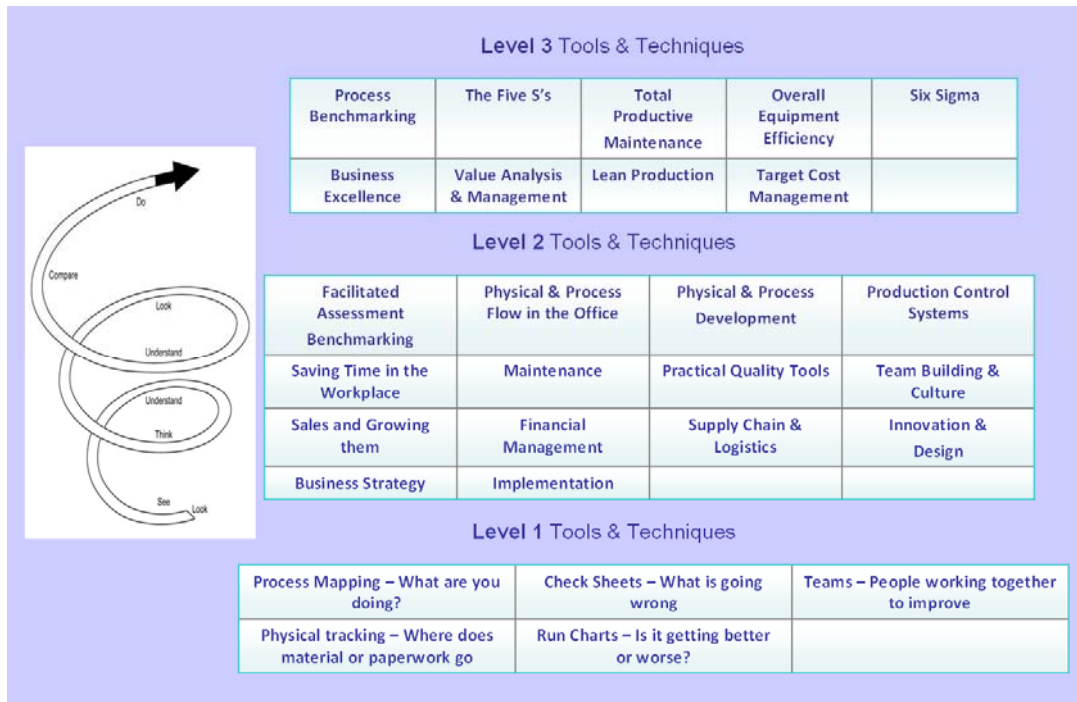 Level 3 Tools & Techniques
Process
Benchmarking
The Five S's
Total
Productive
Maintenance
Overall
Equipment
Efficiency
Six Sigma
Business
Excellence
Value Analysis
& Management
Lean Production
Target Cost
Management
Do
Compare
Look
Understand
Understand
Think
See
Look
Level 2 Tools & Techniques
Facilitated
Assessment
Benchmarking
Physical & Process
Flow in the Office
Physical & Process
Development
Production Control
Systems
Saving Time in the
Workplace
Maintenance
Practical Quality Tools
Team Building &
Culture
Sales and Growing
them
Financial
Management
Supply Chain &
Logistics
Innovation &
Design
Business Strategy
Implementation
Level 1 Tools & Techniques
Process Mapping – What are you
doing?
Check Sheets – What is going
wrong
Teams – People working together
to improve
Physical tracking – Where does
material or paperwork go
Run Charts – Is it getting better
or worse?